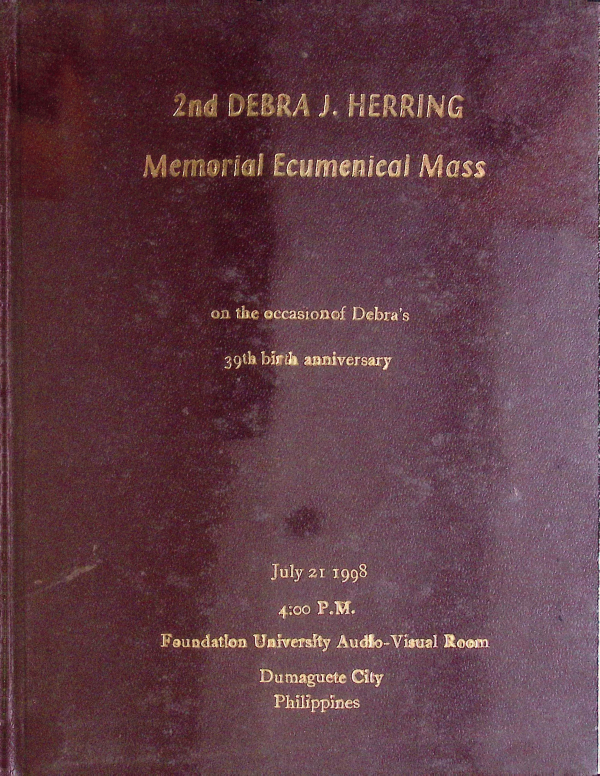 2nd DEBRA J. HERRING
Memorial Ecumenical Mass
on the occasionof Debra's
39th birth anniversary
July 21 1998
4:00 P.M.
Foundation University Audio-Visual Room
Dumaguete City
Philippines